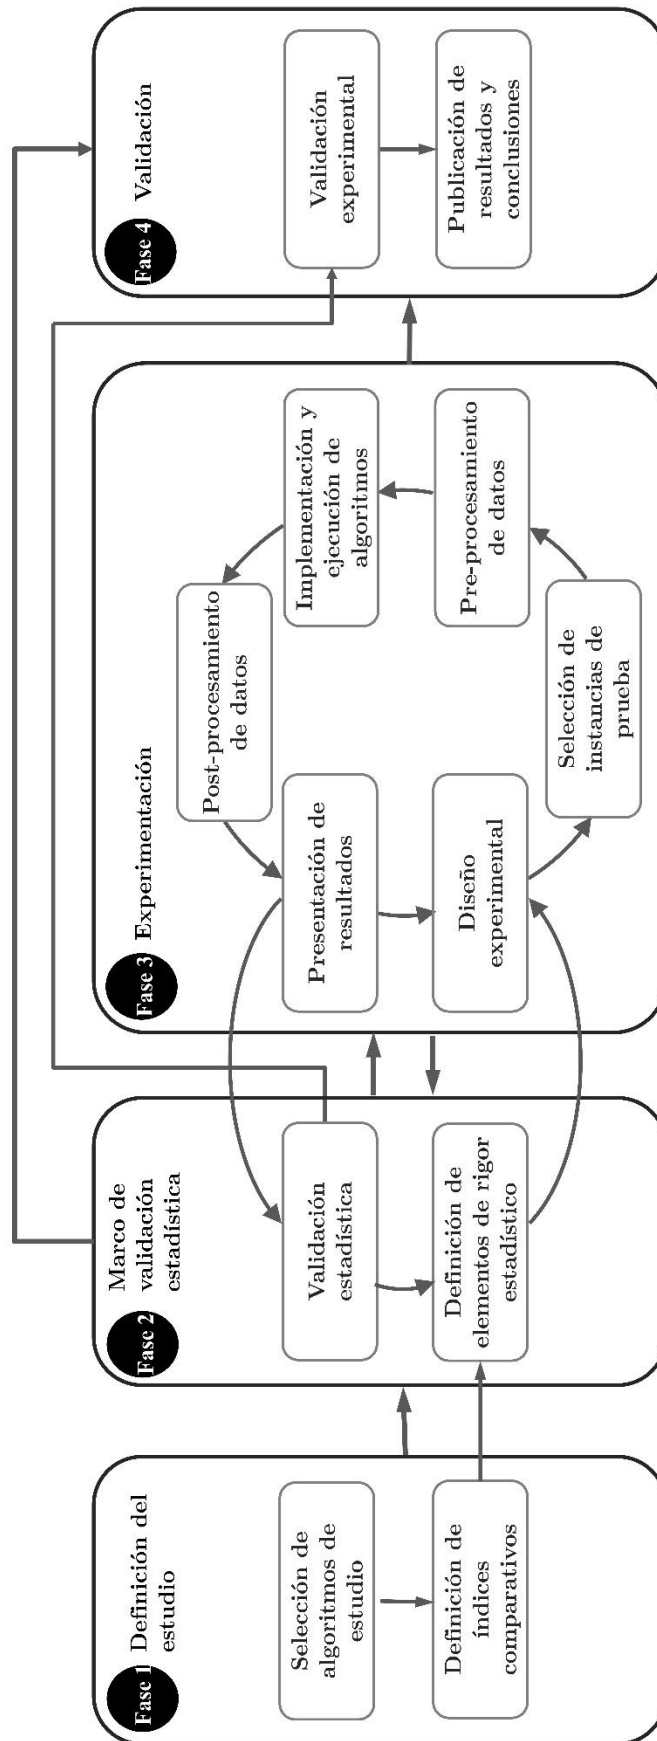 Fase 1
Definición del
estudio
Selección de
algoritmos de
estudio
Definición de
índices
comparativos
Fase 2
Marco de
validación
estadística
Validación
estadística
Definición de
elementos de rigor
estadístico
Fase 3
Experimentación
Post-procesamiento
de datos
Presentación de
resultados
Implementación y
ejecución de
algoritmos
Diseño
experimental
Pre-procesamiento
de datos
Selección de
instancias de
prueba
Fase 4
Validación
Validación
experimental
Publicación de
resultados y
conclusiones